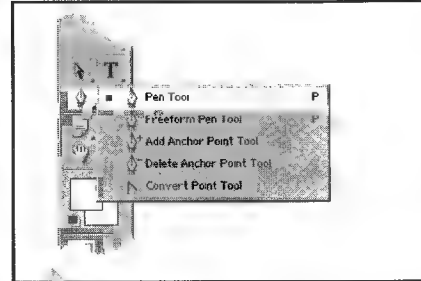 T
Pen Tool P
Freeform Pen Tool P
Add Anchor Point Tool
Delete Anchor Point Tool
Convert Point Tool